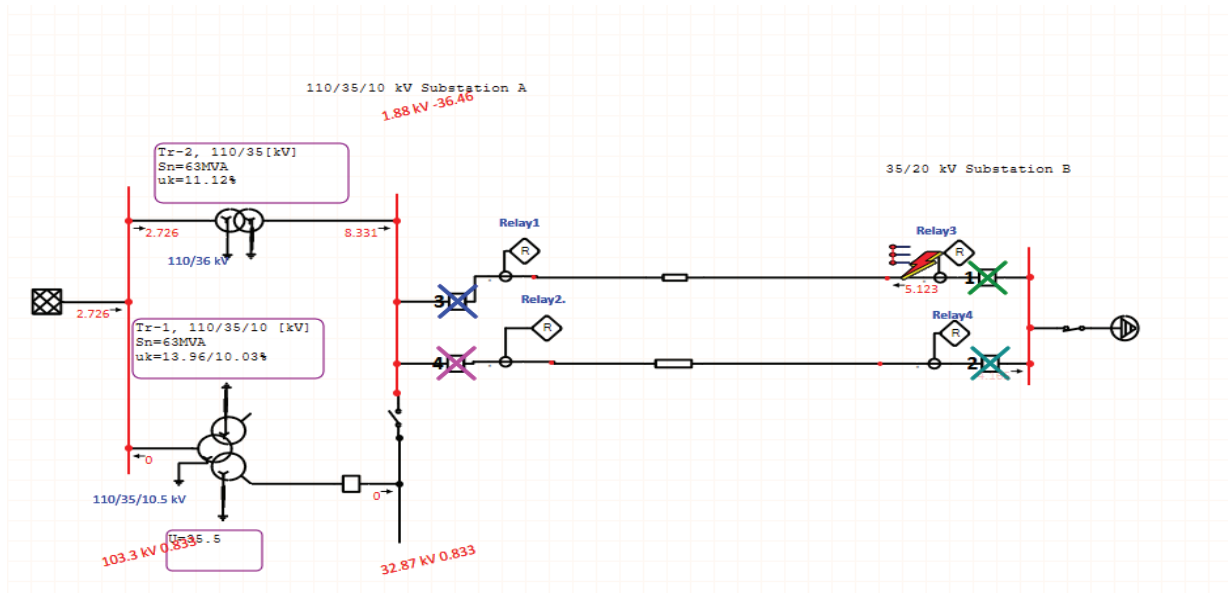 110/35/10 kV Substation A
1.88 kV -36.46
Tr-2, 110/35[kV]
Sn=63MVA
uk=11.12%
35/20 kV Substation B
2.726
8.331
110/36 kV
Relay1
R
Relay3
R
5.123
1
3
2.726
Relay2.
R
Relay4
R
Tr-1, 110/35/10 [kV]
Sn=63MVA
uk=13.96/10.03%
4
2
0
110/35/10.5 kV
0
U=35.5
103.3 kV 0.833
32.87 kV 0.833